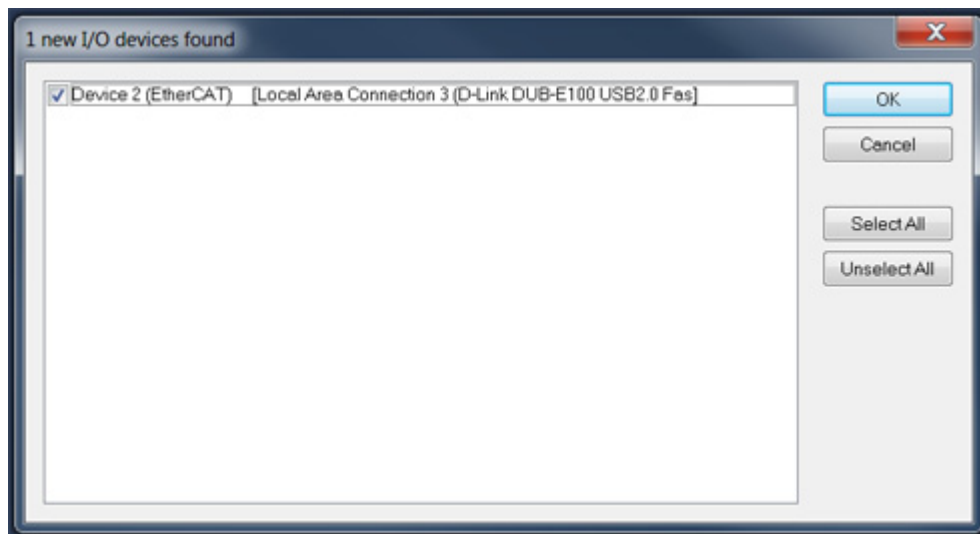 1 new I/O devices found
Device 2 (EtherCAT) [Local Area Connection 3 (D-Link DUB-E100 USB2.0 Fas]
OK
Cancel
Select All
Unselect All